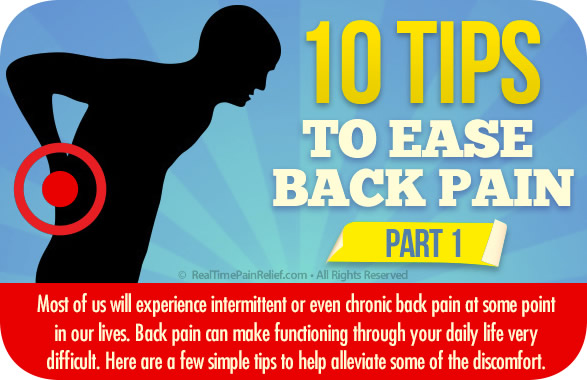 10 TIPS
TO EASE
BACK PAIN
PART 1
© RealTimePainRelief.com • All Rights Reserved
Most of us will experience intermittent or even chronic back pain at some point
in our lives. Back pain can make functioning through your daily life very
difficult. Here are a few simple tips to help alleviate some of the discomfort.